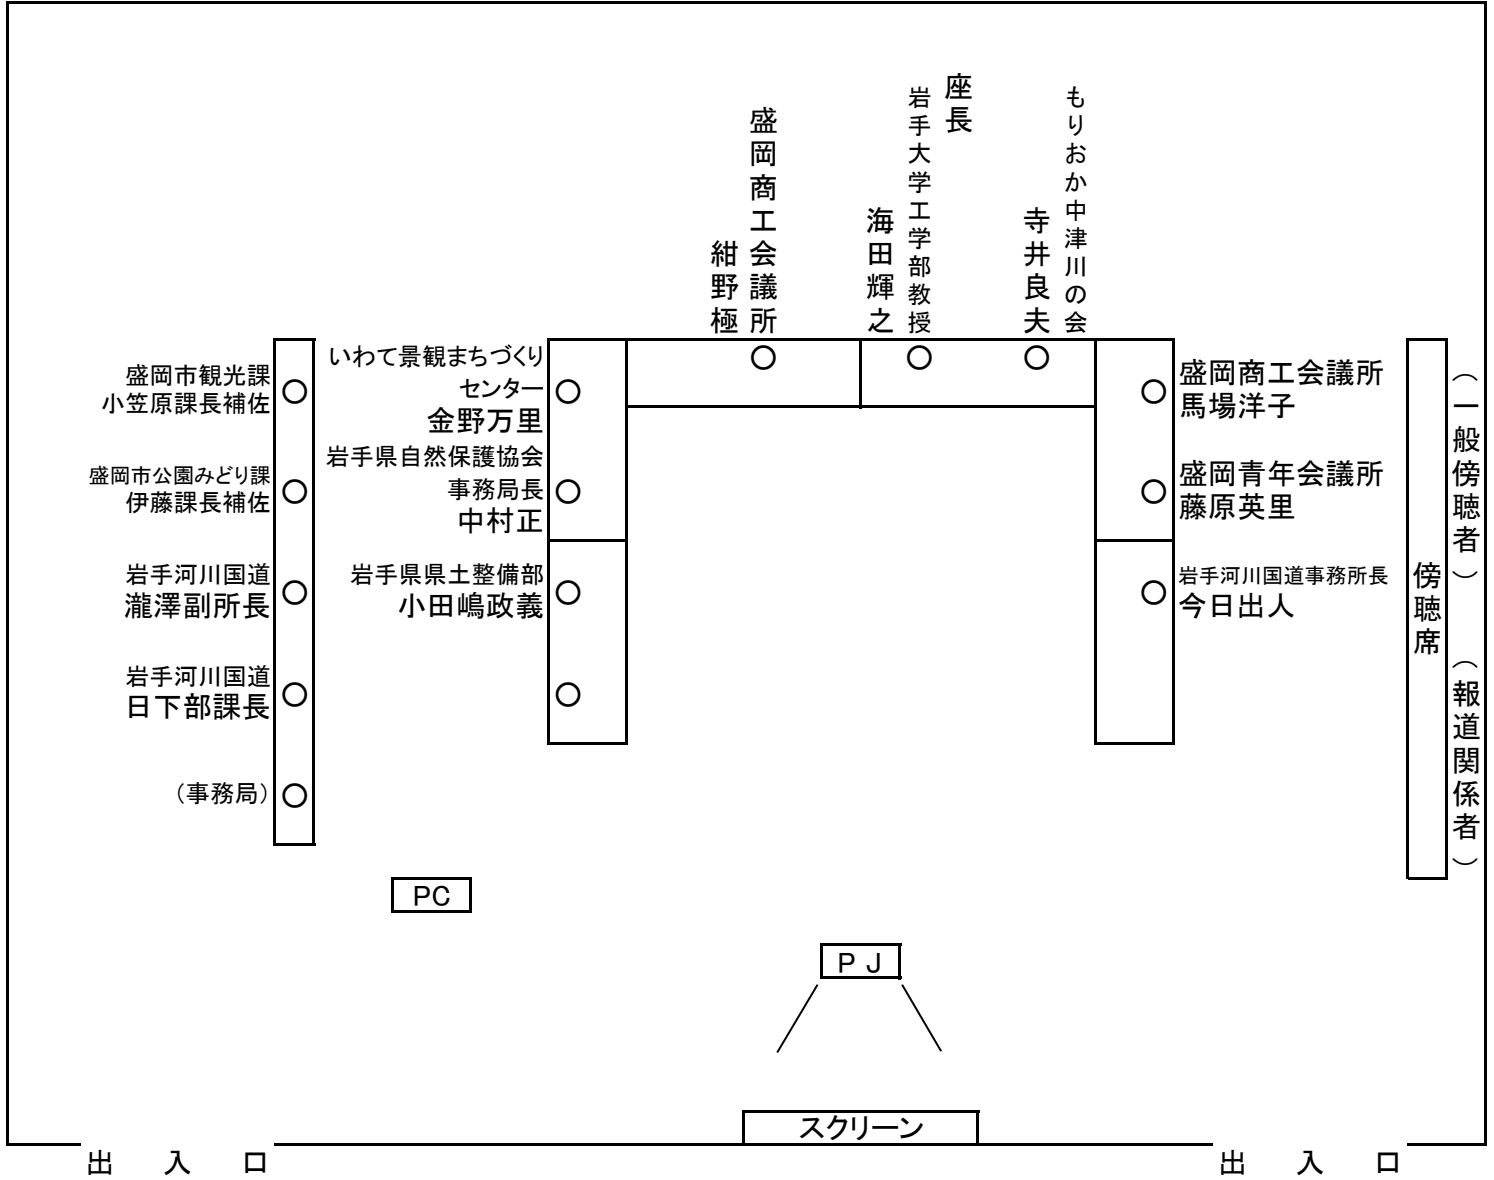 座長
岩手大学工学部教授
海田輝之
もりおか中津川の会
寺井良夫
盛岡商工会議所
紺野極
盛岡市観光課
小笠原課長補佐
盛岡市公園みどり課
伊藤課長補佐
岩手河川国道
瀧澤副所長
岩手河川国道
日下部課長
（事務局）
いわて景観まちづくり
センター
金野万里
岩手県自然保護協会
事務局長
中村正
岩手県県土整備部
小田嶋政義
盛岡商工会議所
馬場洋子
盛岡青年会議所
藤原英里
岩手河川国道事務所長
今日出人
傍聴席
（一般傍聴者）
（報道関係者）
PC
ＰＪ
スクリーン
出　入　口
出　入　口